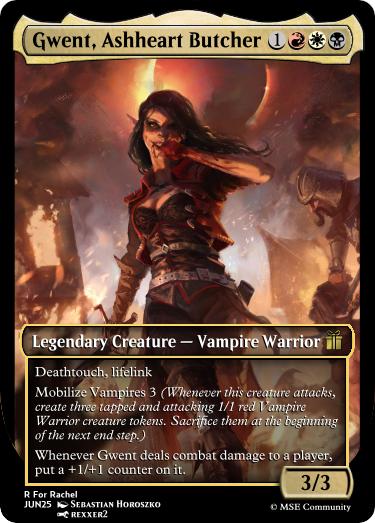 Gwent, Ashheart Butcher 1
Legendary Creature — Vampire Warrior
Deathtouch, lifelink
Mobilize Vampires 3 (Whenever this creature attacks,
create three tapped and attacking 1/1 red Vampire
Warrior creature tokens. Sacrifice them at the beginning
of the next end step.)
Whenever Gwent deals combat damage to a player,
put a +1/+1 counter on it.
3/3
R For Rachel
JUN25 Sebastian Horoszko
rexxer2
© MSE Community